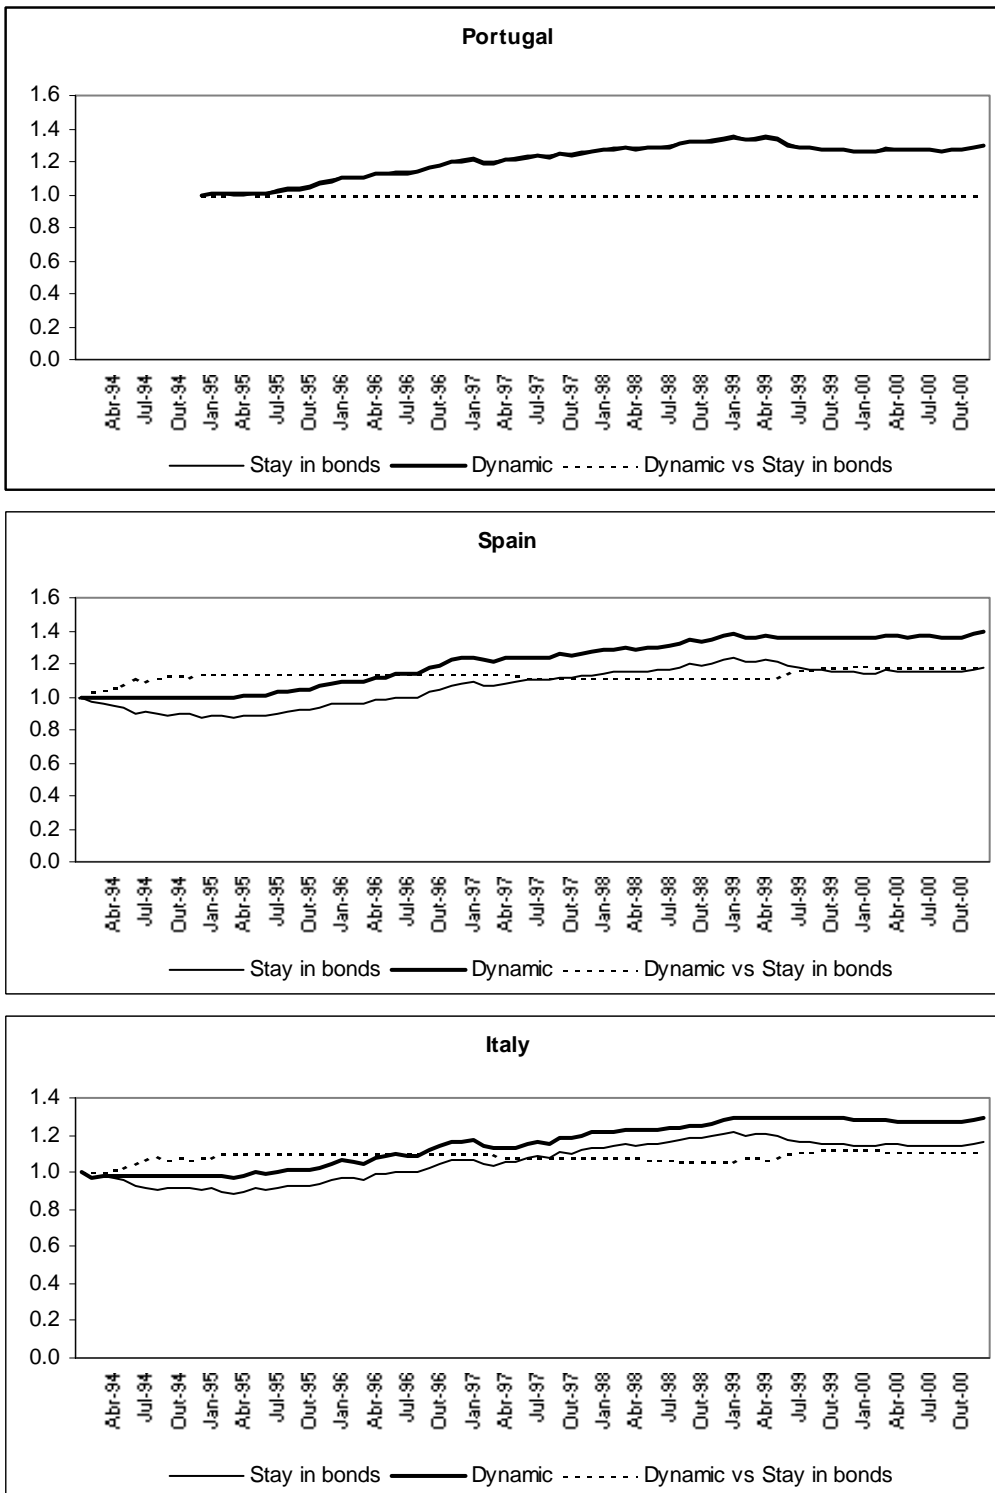 Portugal
1.6
1.4
1.2
1.0
0.8
0.6
0.4
0.2
0.0
Abr-94 Jul-94 Out-94 Jan-95 Abr-95 Jul-95 Out-95 Jan-96 Abr-96 Jul-96 Out-96 Jan-97 Abr-97 Jul-97 Out-97 Jan-98 Abr-98 Jul-98 Out-98 Jan-99 Abr-99 Jul-99 Out-99 Jan-00 Abr-00 Jul-00 Out-00
Stay in bonds Dynamic Dynamic vs Stay in bonds
Spain
1.6
1.4
1.2
1.0
0.8
0.6
0.4
0.2
0.0
Abr-94 Jul-94 Out-94 Jan-95 Abr-95 Jul-95 Out-95 Jan-96 Abr-96 Jul-96 Out-96 Jan-97 Abr-97 Jul-97 Out-97 Jan-98 Abr-98 Jul-98 Out-98 Jan-99 Abr-99 Jul-99 Out-99 Jan-00 Abr-00 Jul-00 Out-00
Stay in bonds Dynamic Dynamic vs Stay in bonds
Italy
1.4
1.2
1.0
0.8
0.6
0.4
0.2
0.0
Abr-94 Jul-94 Out-94 Jan-95 Abr-95 Jul-95 Out-95 Jan-96 Abr-96 Jul-96 Out-96 Jan-97 Abr-97 Jul-97 Out-97 Jan-98 Abr-98 Jul-98 Out-98 Jan-99 Abr-99 Jul-99 Out-99 Jan-00 Abr-00 Jul-00 Out-00
Stay in bonds Dynamic Dynamic vs Stay in bonds